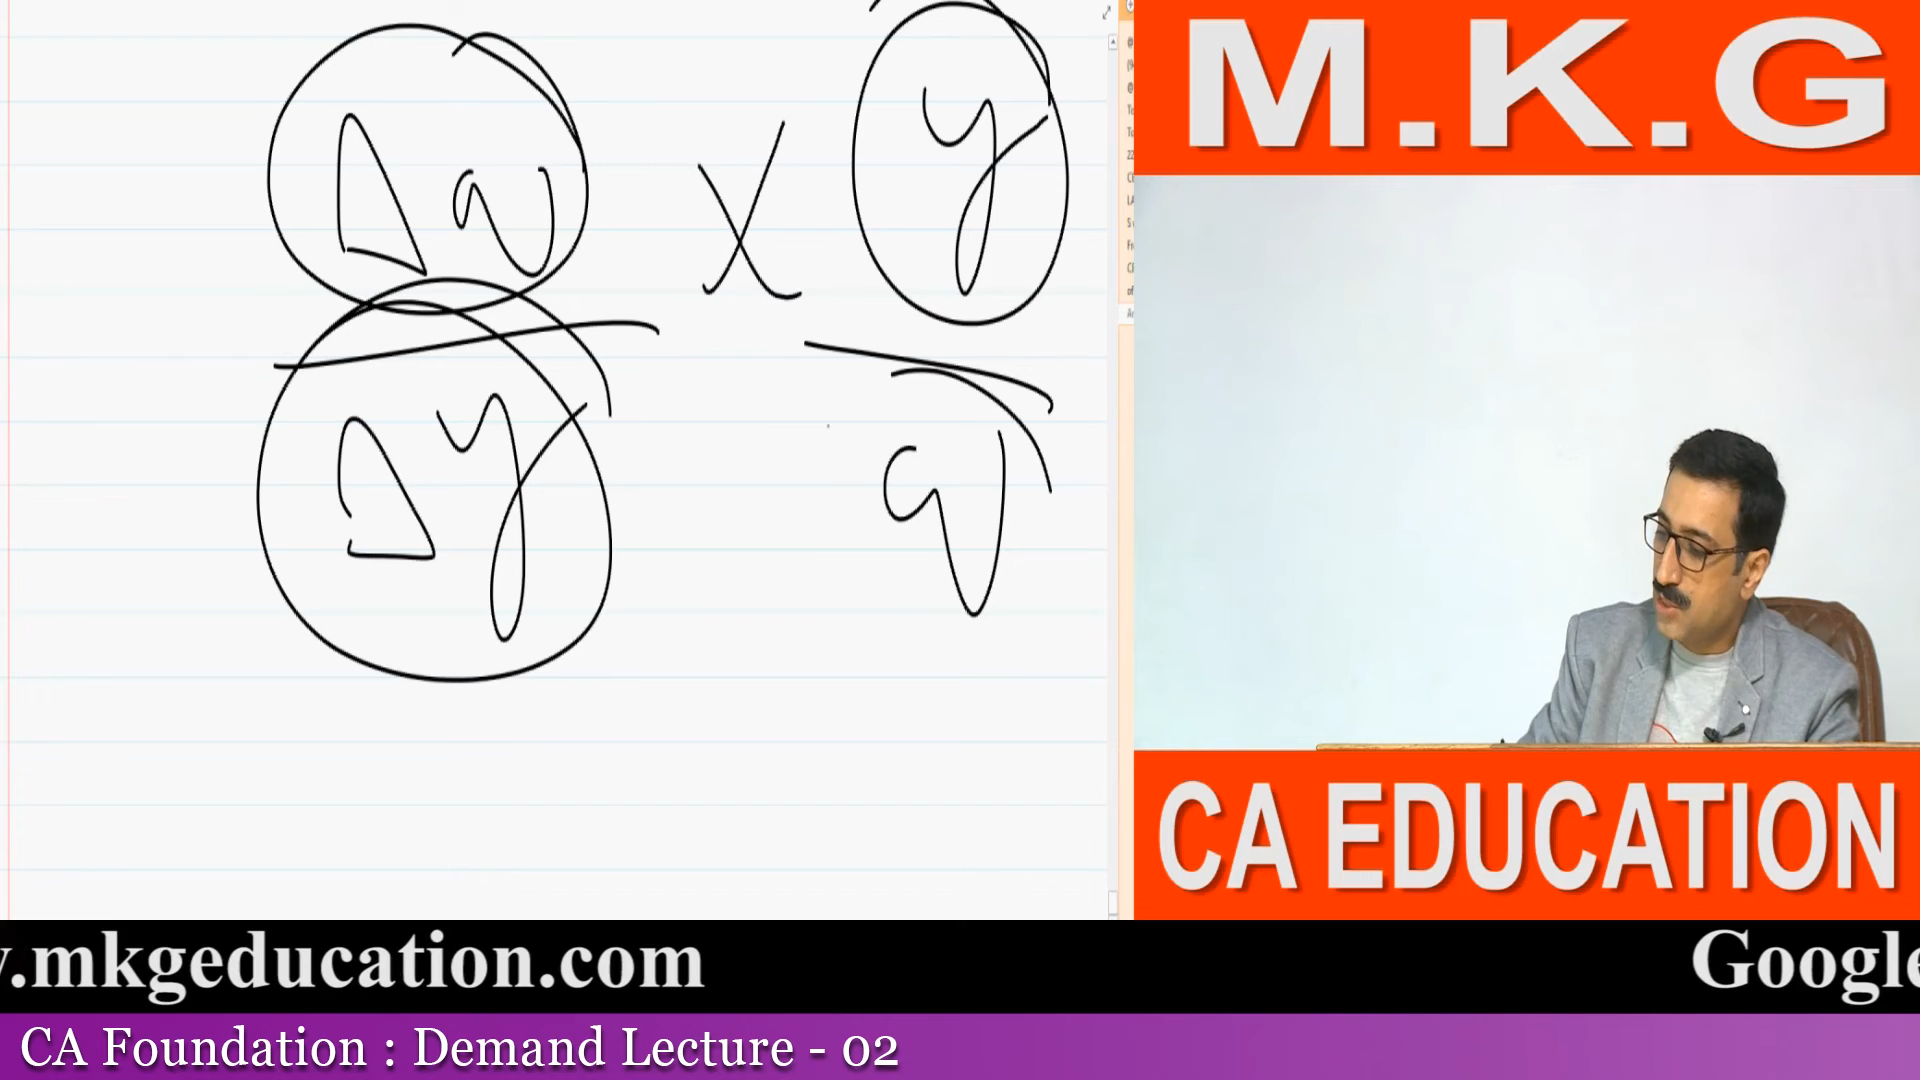 M.K.G
Δq × y
Δy q
CA EDUCATION
.mkgeducation.com
Google
CA Foundation : Demand Lecture - 02